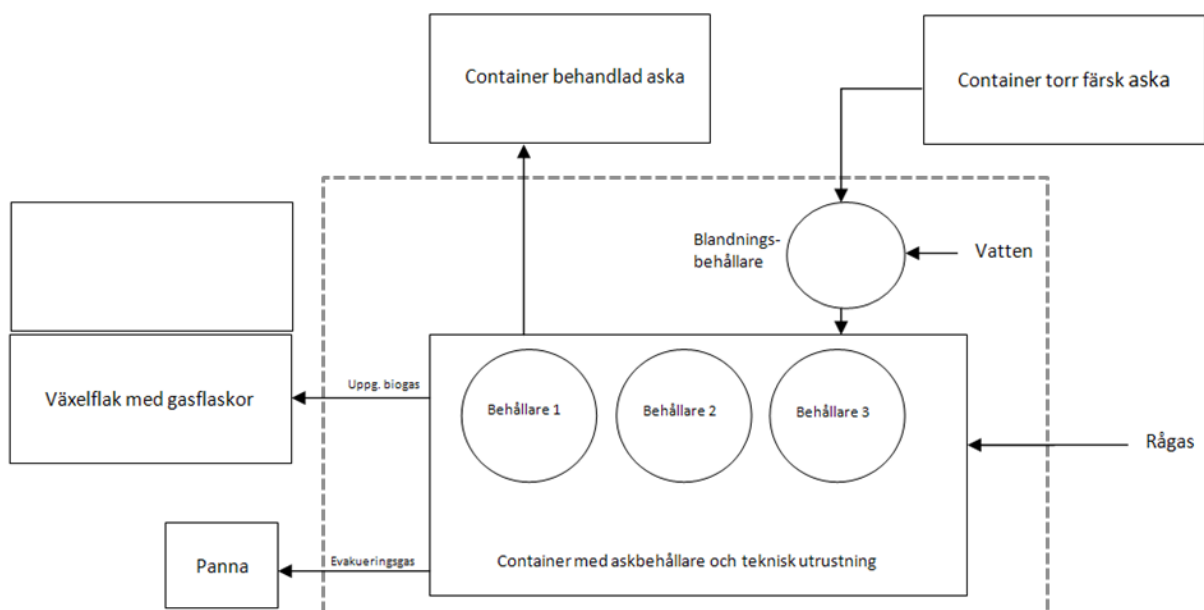 Container behandlad aska
Container torr färsk aska
Blandnings-
behållare
Vatten
Växelflak med gasflaskor
Uppg. biogas
Behållare 1
Behållare 2
Behållare 3
Rågas
Panna
Evakueringsgas
Container med askbehållare och teknisk utrustning